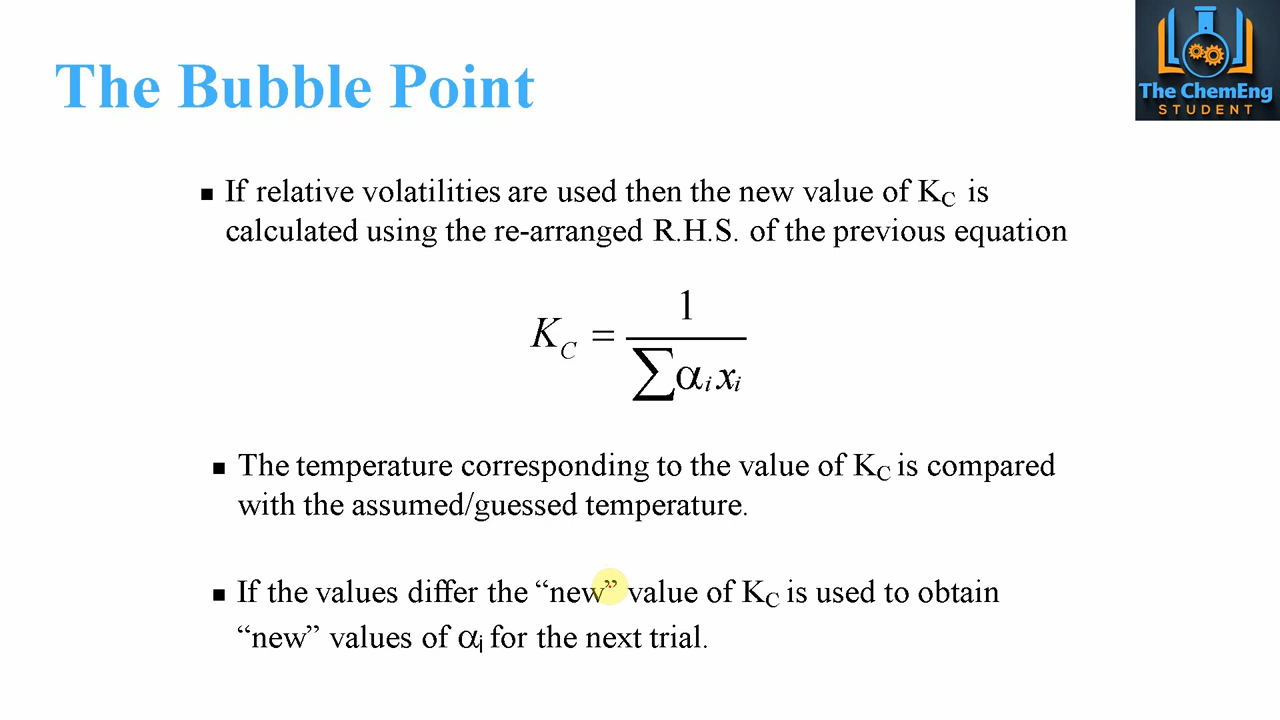 The Bubble Point
The ChemEng
STUDENT
▪ If relative volatilities are used then the new value of K_C is
calculated using the re-arranged R.H.S. of the previous equation
K_C = 1 / ∑α_i x_i
▪ The temperature corresponding to the value of K_C is compared
with the assumed/guessed temperature.
▪ If the values differ the “new” value of K_C is used to obtain
“new” values of α_i for the next trial.